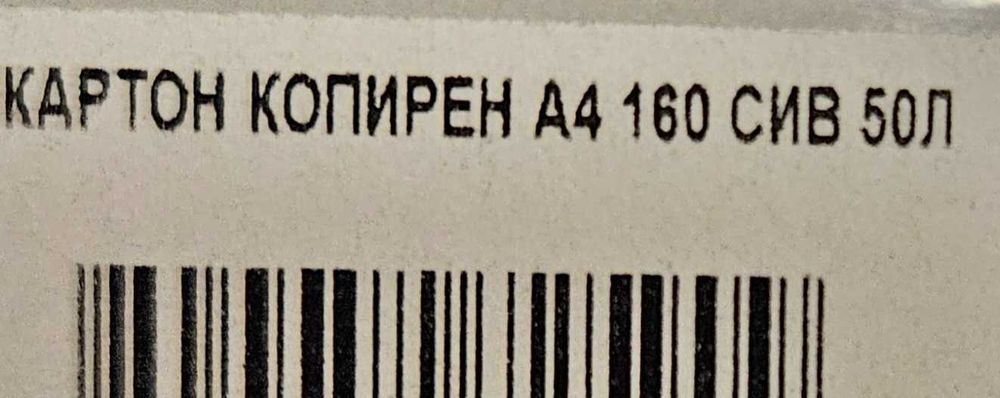 КАРТОН КОПИРЕН А4 160 СИВ 50Л